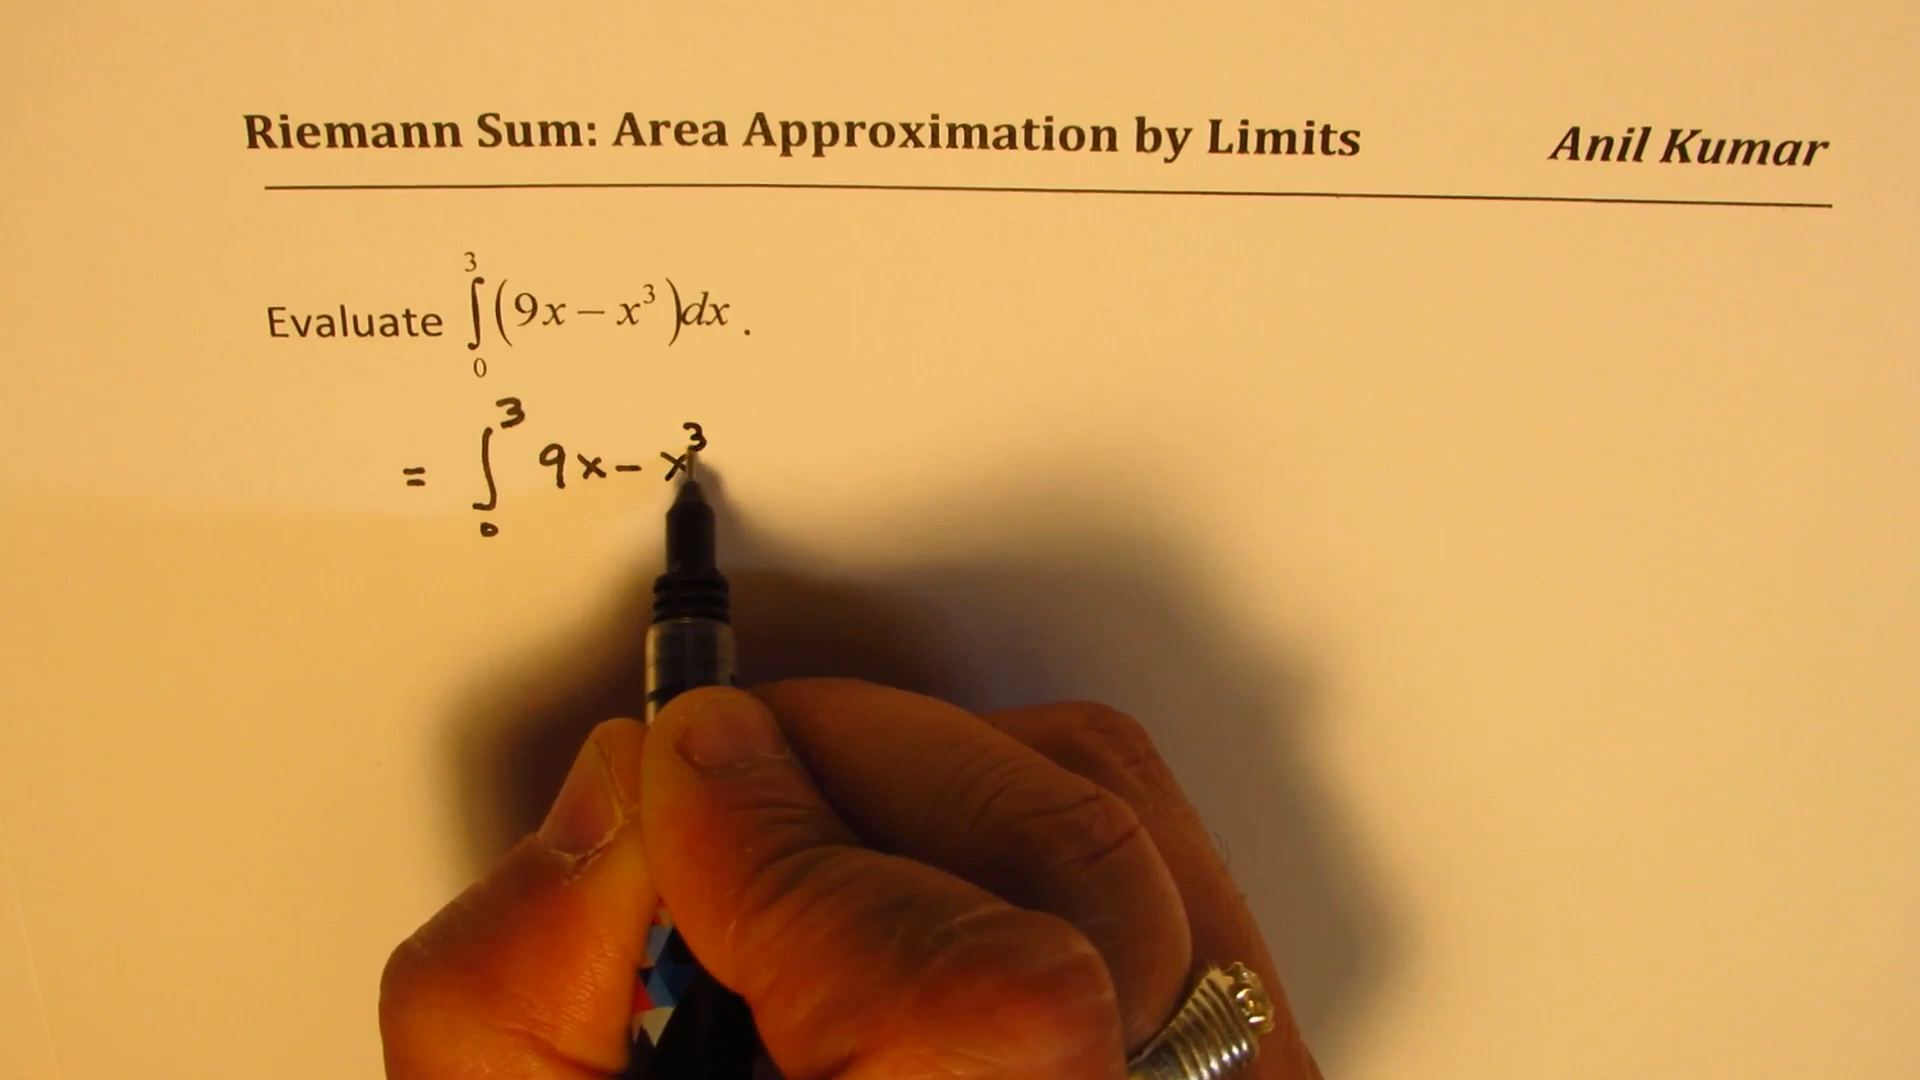 Riemann Sum: Area Approximation by Limits Anil Kumar
Evaluate ∫₀³(9x − x³)dx .
= ∫₀³ 9x − x³